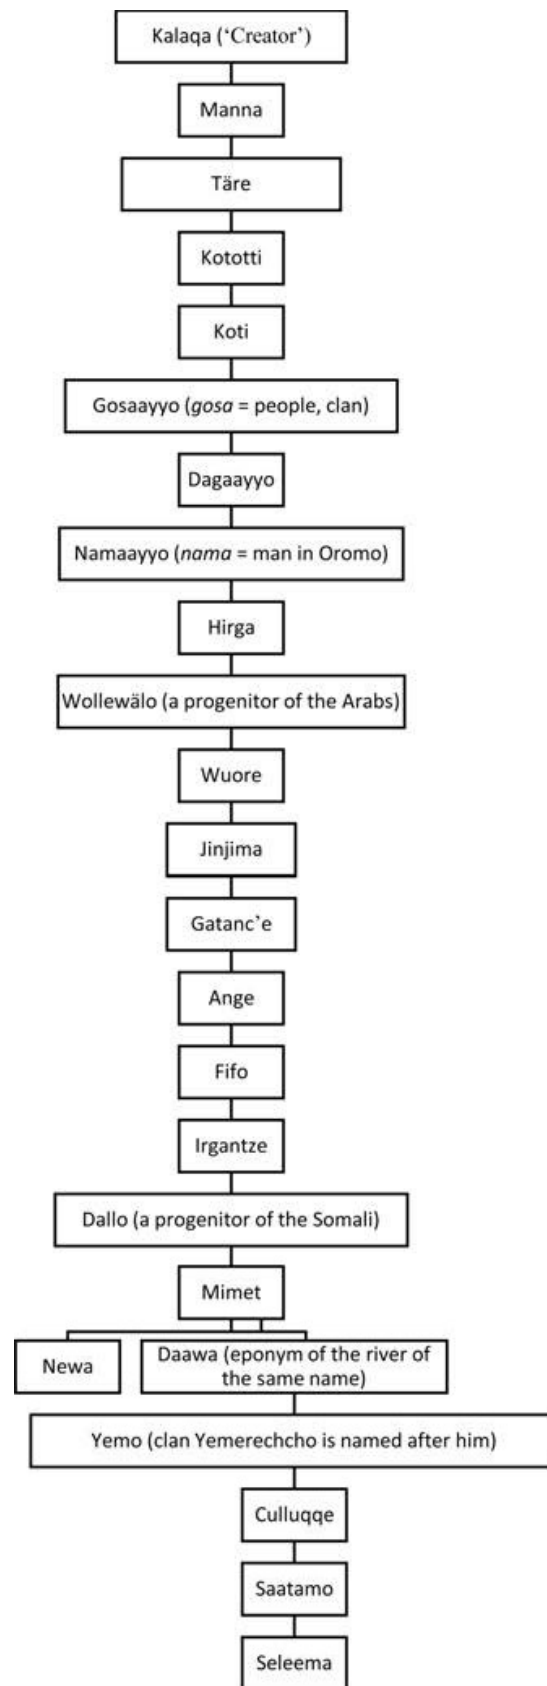 Kalaqa (‘Creator’)
Manna
Täre
Kototti
Koti
Gosaayyo (gosa = people, clan)
Dagaayyo
Namaayyo (nama = man in Oromo)
Hirga
Wollewälo (a progenitor of the Arabs)
Wuore
Jinjima
Gatanc’e
Ange
Fifo
Irgantze
Dallo (a progenitor of the Somali)
Mimet
Newa
Daawa (eponym of the river of
the same name)
Yemo (clan Yemerechcho is named after him)
Culluqqe
Saatamo
Seleema